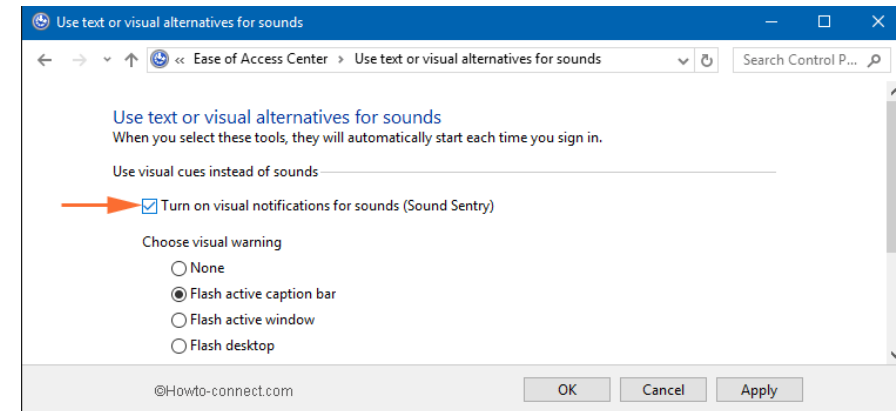 Use text or visual alternatives for sounds
« Ease of Access Center > Use text or visual alternatives for sounds
Search Control P...
Use text or visual alternatives for sounds
When you select these tools, they will automatically start each time you sign in.
Use visual cues instead of sounds
Turn on visual notifications for sounds (Sound Sentry)
Choose visual warning
None
Flash active caption bar
Flash active window
Flash desktop
©Howto-connect.com
OK
Cancel
Apply